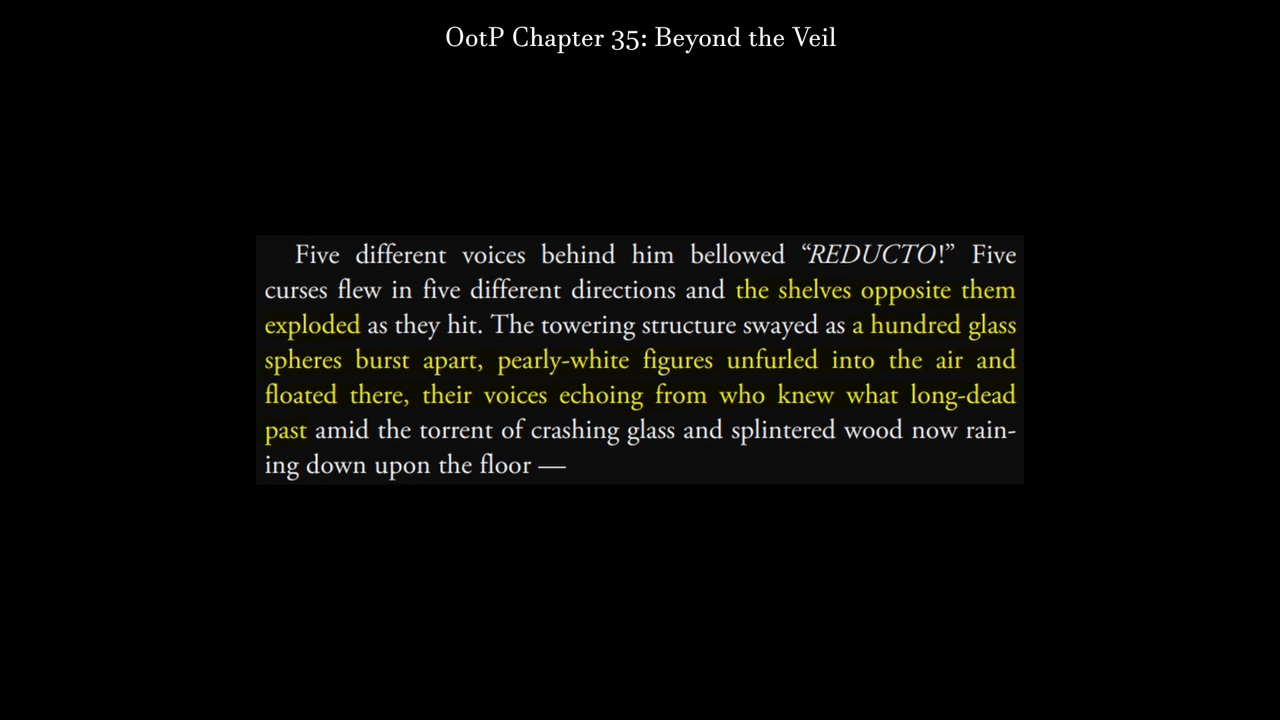 OotP Chapter 35: Beyond the Veil
Five different voices behind him bellowed “REDUCTO!” Five
curses flew in five different directions and the shelves opposite them
exploded as they hit. The towering structure swayed as a hundred glass
spheres burst apart, pearly-white figures unfurled into the air and
floated there, their voices echoing from who knew what long-dead
past amid the torrent of crashing glass and splintered wood now rain-
ing down upon the floor —